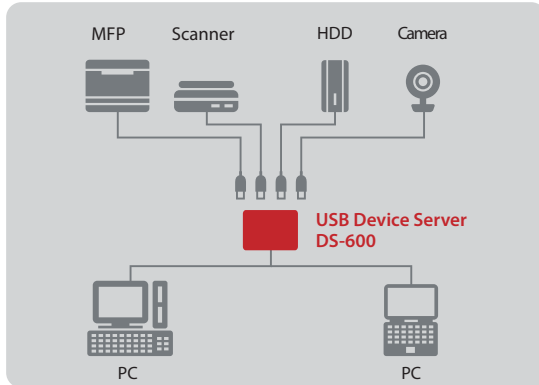 MFP
Scanner
HDD
Camera
USB Device Server
DS-600
PC
PC